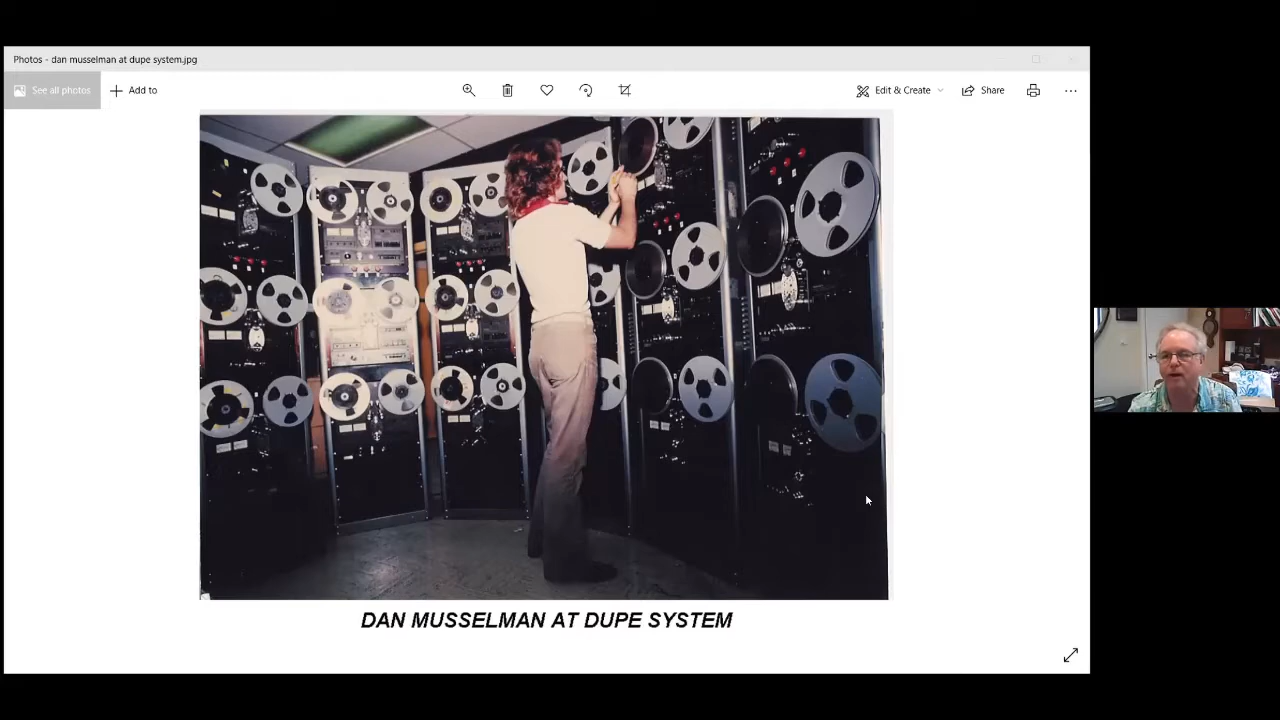 Photos - dan musselman at dupe system.jpg
See all photos
Add to
Edit & Create
Share
DAN MUSSELMAN AT DUPE SYSTEM